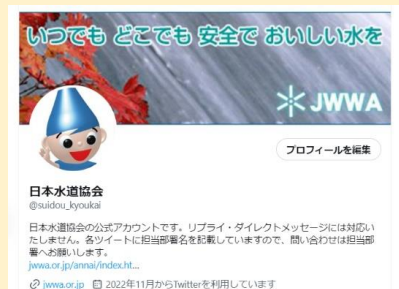 いつでも どこでも 安全で おいしい水を
JWWA
プロフィールを編集
日本水道協会
@suidou_kyoukai
日本水道協会の公式アカウントです。リプライ・ダイレクトメッセージには対応い
たしません。各ツイートに担当部署名を記載していますので、問い合わせは担当部
署へお願いします。
jwwa.or.jp/annai/index.ht...
jwwa.or.jp 2022年11月からTwitterを利用しています